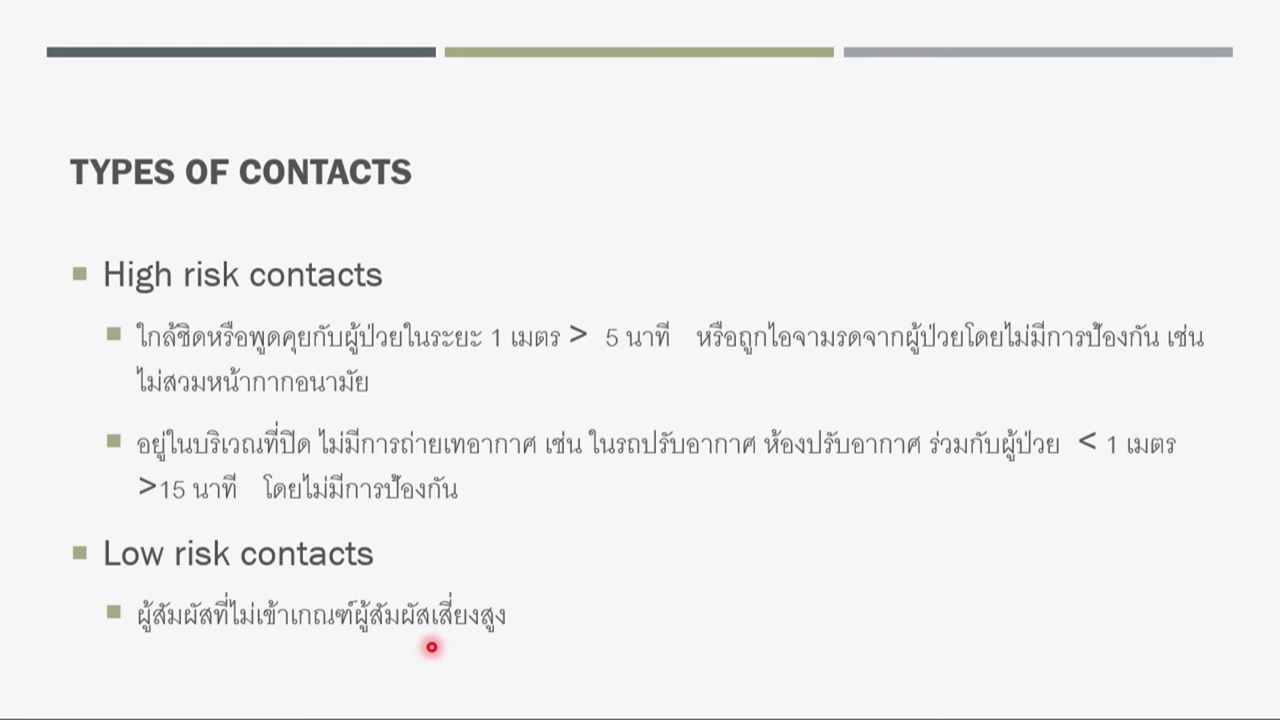 TYPES OF CONTACTS
High risk contacts
ใกล้ชิดหรือพูดคุยกับผู้ป่วยในระยะ 1 เมตร > 5 นาที หรือถูกไอจามรดจากผู้ป่วยโดยไม่มีการป้องกัน เช่น
ไม่สวมหน้ากากอนามัย
อยู่ในบริเวณที่ปิด ไม่มีการถ่ายเทอากาศ เช่น ในรถปรับอากาศ ห้องปรับอากาศ ร่วมกับผู้ป่วย < 1 เมตร
>15 นาที โดยไม่มีการป้องกัน
Low risk contacts
ผู้สัมผัสที่ไม่เข้าเกณฑ์ผู้สัมผัสเสี่ยงสูง